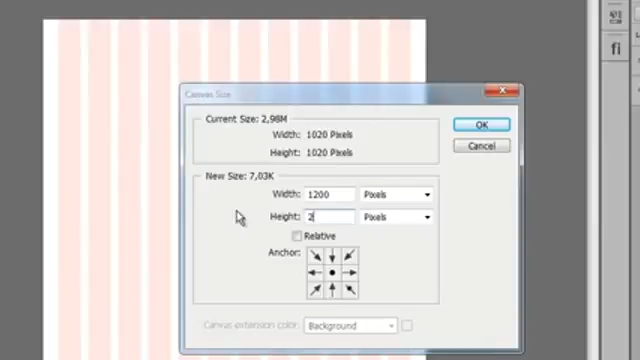 Canvas Size
Current Size: 2,98M
Width: 1020 Pixels
Height: 1020 Pixels
OK
Cancel
New Size: 7,03K
Width: 1200 Pixels
Height: 2 Pixels
Relative
Anchor:
Canvas extension color: Background
fi